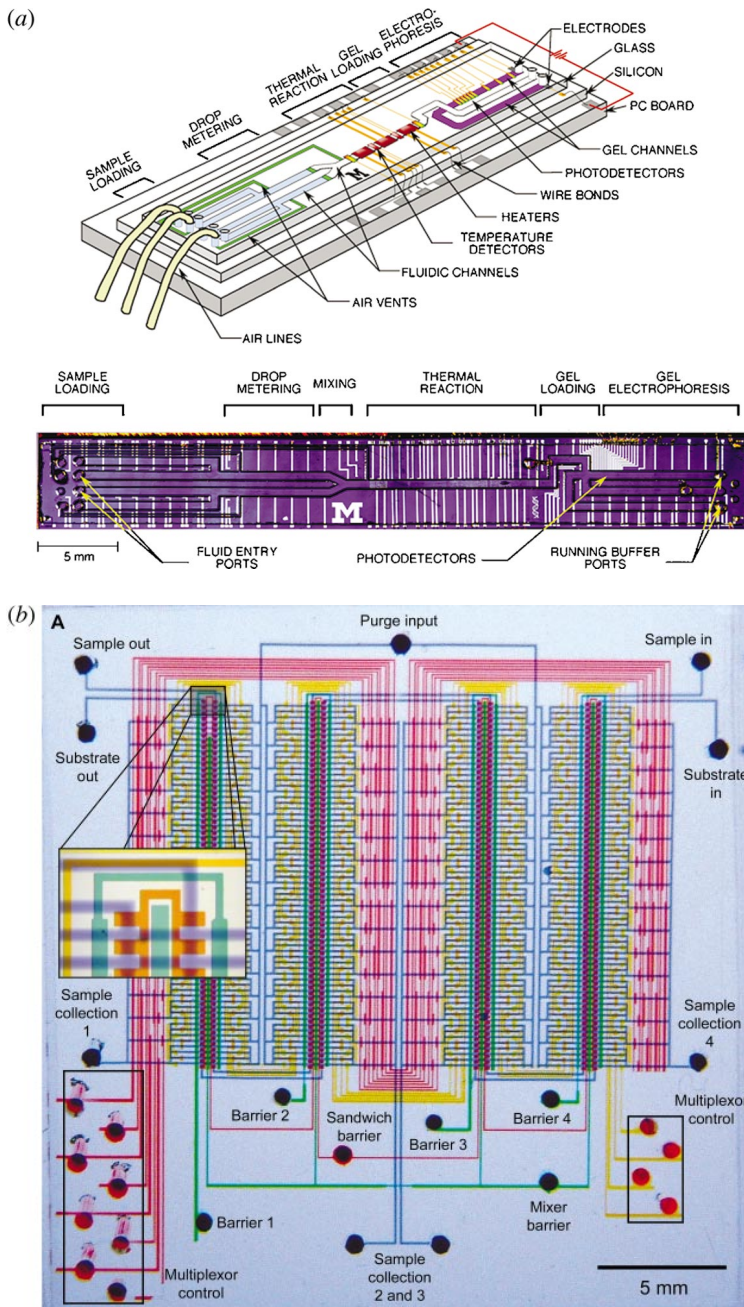 (a)
ELECTRO-
PHORESIS
GEL
LOADING
THERMAL
REACTION
DROP
METERING
SAMPLE
LOADING
ELECTRODES
GLASS
SILICON
PC BOARD
GEL CHANNELS
PHOTODETECTORS
WIRE BONDS
HEATERS
TEMPERATURE
DETECTORS
FLUIDIC CHANNELS
AIR VENTS
AIR LINES
M
SAMPLE
LOADING
DROP
METERING
MIXING
THERMAL
REACTION
GEL
LOADING
GEL
ELECTROPHORESIS
M
5 mm
FLUID ENTRY
PORTS
PHOTODETECTORS
RUNNING BUFFER
PORTS
(b)
A
Purge input
Sample out
Sample in
Substrate
out
Substrate
in
Sample
collection
1
Sample
collection
4
Barrier 2
Sandwich
barrier
Barrier 3
Barrier 4
Multiplexor
control
Mixer
barrier
Barrier 1
Multiplexor
control
Sample
collection
2 and 3
5 mm